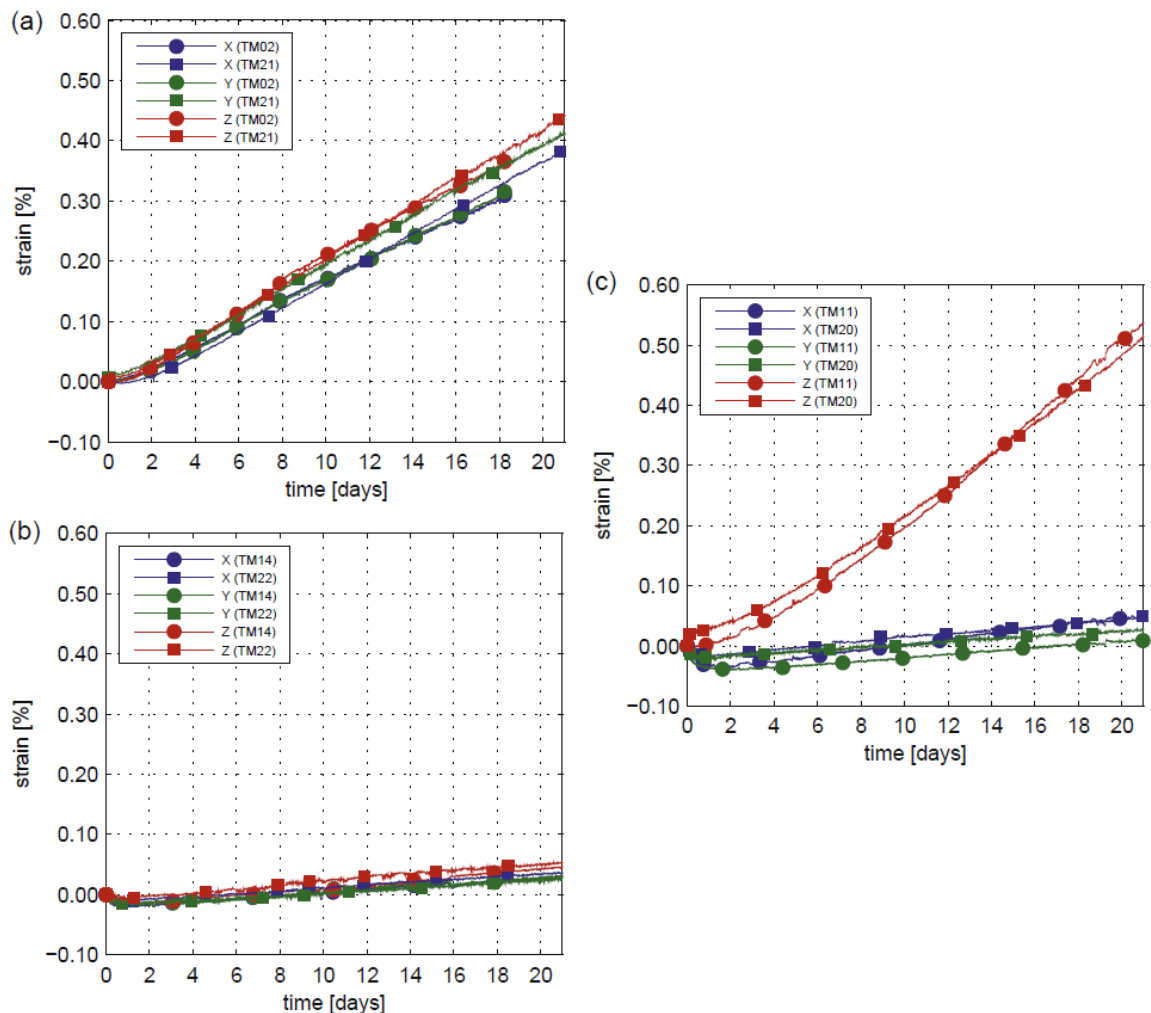 (a)
0.60
0.50
0.40
0.30
0.20
0.10
0.00
−0.10
strain [%]
X (TM02)
X (TM21)
Y (TM02)
Y (TM21)
Z (TM02)
Z (TM21)
0 2 4 6 8 10 12 14 16 18 20
time [days]
(b)
0.60
0.50
0.40
0.30
0.20
0.10
0.00
−0.10
strain [%]
X (TM14)
X (TM22)
Y (TM14)
Y (TM22)
Z (TM14)
Z (TM22)
0 2 4 6 8 10 12 14 16 18 20
time [days]
(c)
0.60
0.50
0.40
0.30
0.20
0.10
0.00
−0.10
strain [%]
X (TM11)
X (TM20)
Y (TM11)
Y (TM20)
Z (TM11)
Z (TM20)
0 2 4 6 8 10 12 14 16 18 20
time [days]